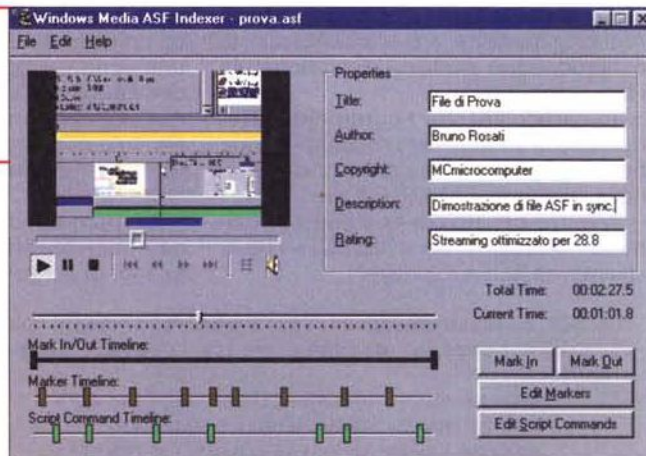 Windows Media ASF Indexer - prova.asf
File Edit Help
Properties
Title: File di Prova
Author: Bruno Rosati
Copyright: MCmicrocomputer
Description: Dimostrazione di file ASF in sync.
Rating: Streaming ottimizzato per 28.8
Total Time: 00:02:27.5
Current Time: 00:01:01.8
Mark In/Out Timeline:
Mark In Mark Out
Marker Timeline:
Edit Markers
Script Command Timeline:
Edit Script Commands